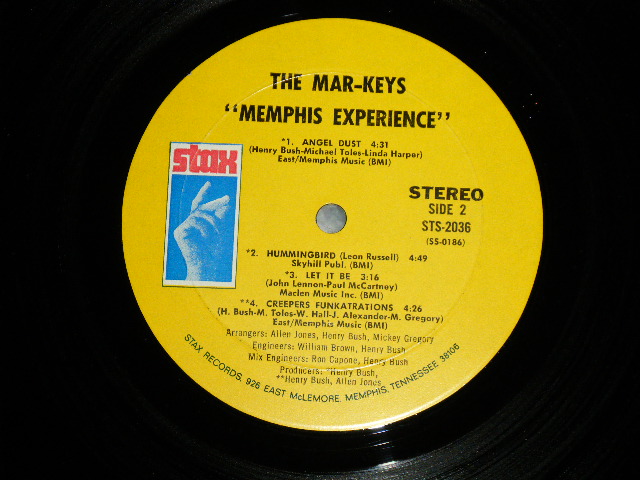 THE MAR-KEYS
"MEMPHIS EXPERIENCE"
*1. ANGEL DUST 4:31
(Henry Bush-Michael Toles-Linda Harper)
East/Memphis Music (BMI)
stax
STEREO
SIDE 2
STS-2036
(SS-0186)
*2. HUMMINGBIRD (Leon Russell) 4:49
Skyhill Publ. (BMI)
*3. LET IT BE 3:16
(John Lennon-Paul McCartney)
Maclen Music Inc. (BMI)
**4. CREEPERS FUNKATRATIONS 4:26
(H. Bush-M. Toles-W. Hall-J. Alexander-M. Gregory)
East/Memphis Music (BMI)
Arrangers: Allen Jones, Henry Bush, Mickey Gregory
Engineers: William Brown, Henry Bush
Mix Engineers: Ron Capone, Henry Bush
Producers: *Henry Bush,
**Henry Bush, Allen Jones
STAX RECORDS, 926 EAST McLEMORE, MEMPHIS, TENNESSEE 38106